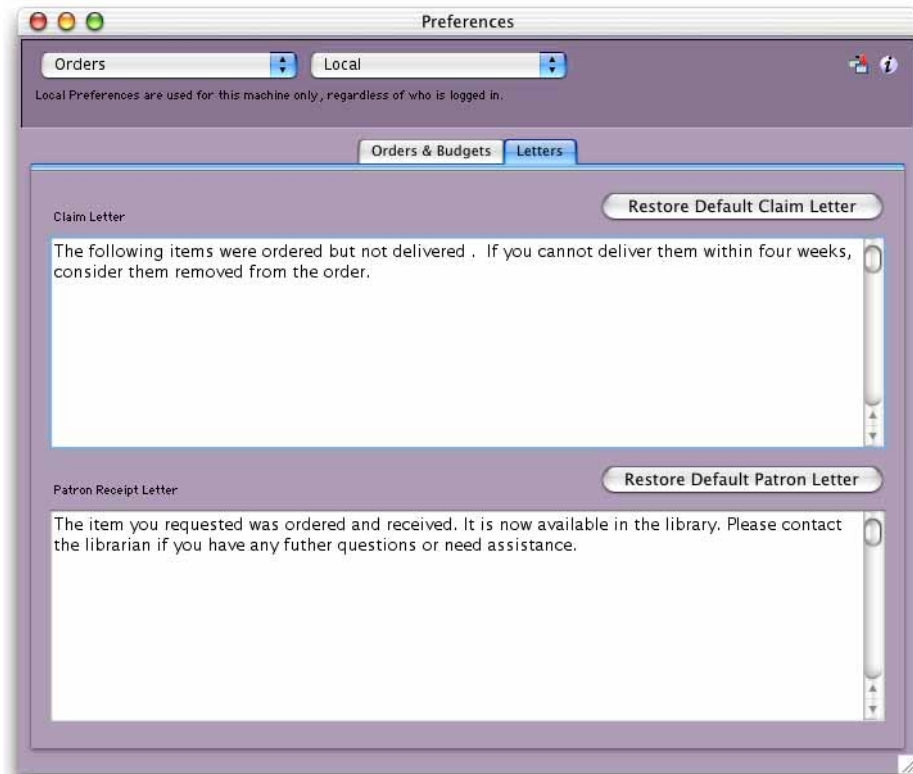 Preferences
Orders Local
Local Preferences are used for this machine only, regardless of who is logged in.
Orders & Budgets Letters
Claim Letter Restore Default Claim Letter
The following items were ordered but not delivered .  If you cannot deliver them within four weeks,
consider them removed from the order.
Patron Receipt Letter Restore Default Patron Letter
The item you requested was ordered and received. It is now available in the library. Please contact
the librarian if you have any futher questions or need assistance.